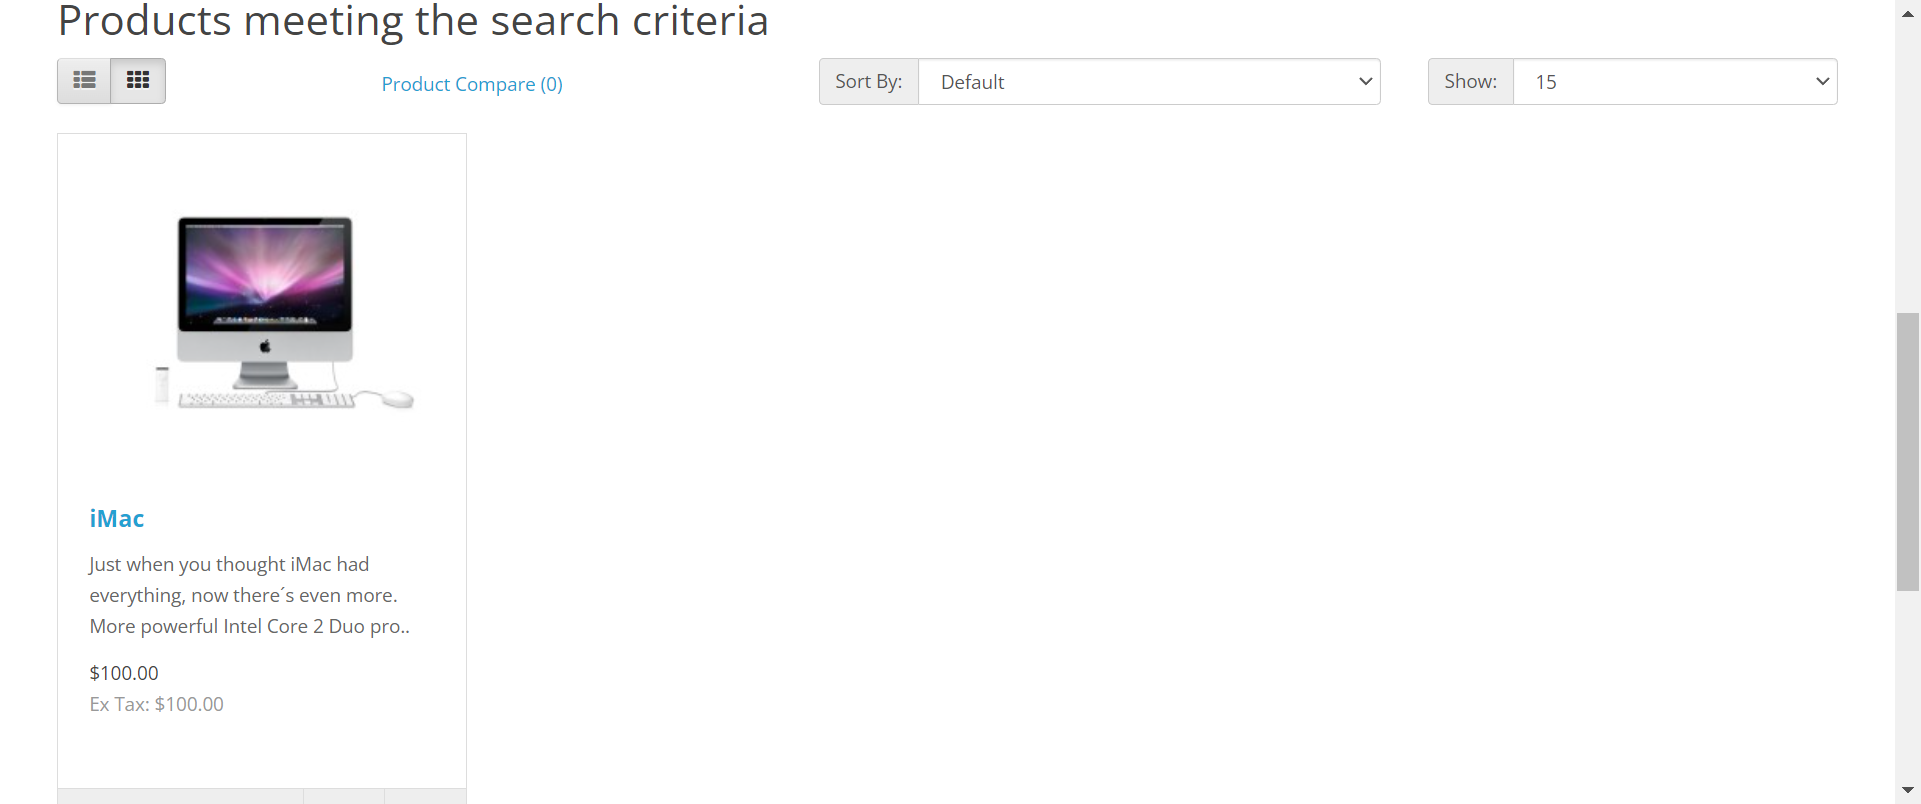 Products meeting the search criteria
Product Compare (0)
Sort By:
Default
Show:
15
iMac
Just when you thought iMac had
everything, now there´s even more.
More powerful Intel Core 2 Duo pro..
$100.00
Ex Tax: $100.00